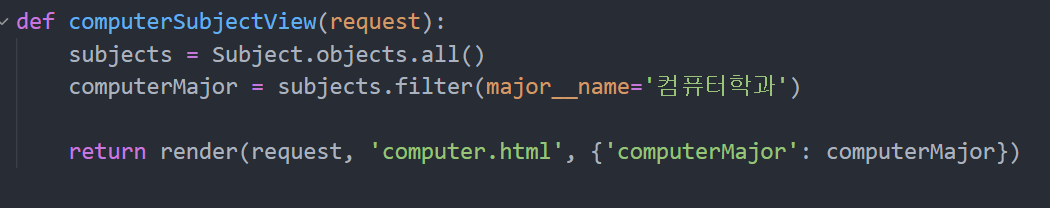 def computerSubjectView(request):
    subjects = Subject.objects.all()
    computerMajor = subjects.filter(major__name='컴퓨터학과')
    return render(request, 'computer.html', {'computerMajor': computerMajor})